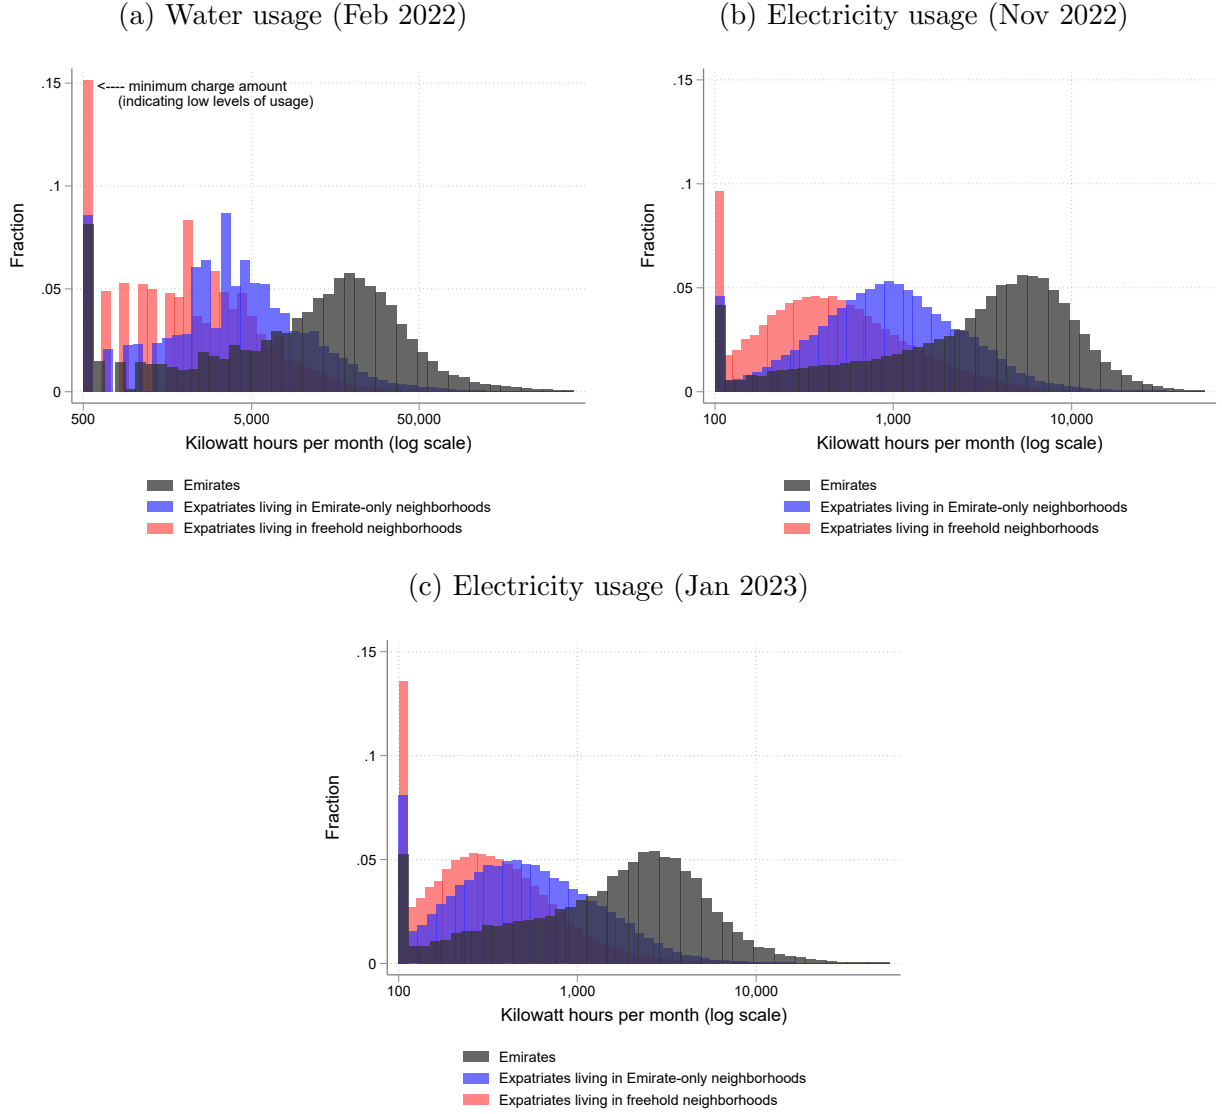 (a) Water usage (Feb 2022)
.15
.1
.05
0
Fraction
<---- minimum charge amount
(indicating low levels of usage)
500 5,000 50,000
Kilowatt hours per month (log scale)
Emirates
Expatriates living in Emirate-only neighborhoods
Expatriates living in freehold neighborhoods
(b) Electricity usage (Nov 2022)
.15
.1
.05
0
Fraction
100 1,000 10,000
Kilowatt hours per month (log scale)
Emirates
Expatriates living in Emirate-only neighborhoods
Expatriates living in freehold neighborhoods
(c) Electricity usage (Jan 2023)
.15
.1
.05
0
Fraction
100 1,000 10,000
Kilowatt hours per month (log scale)
Emirates
Expatriates living in Emirate-only neighborhoods
Expatriates living in freehold neighborhoods